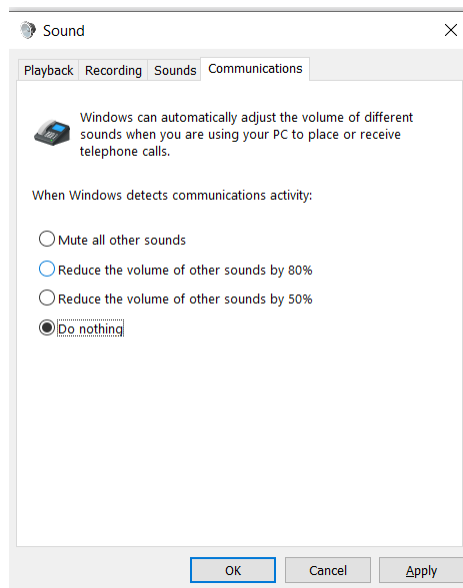 Sound
Playback Recording Sounds Communications
Windows can automatically adjust the volume of different
sounds when you are using your PC to place or receive
telephone calls.
When Windows detects communications activity:
Mute all other sounds
Reduce the volume of other sounds by 80%
Reduce the volume of other sounds by 50%
Do nothing
OK Cancel Apply